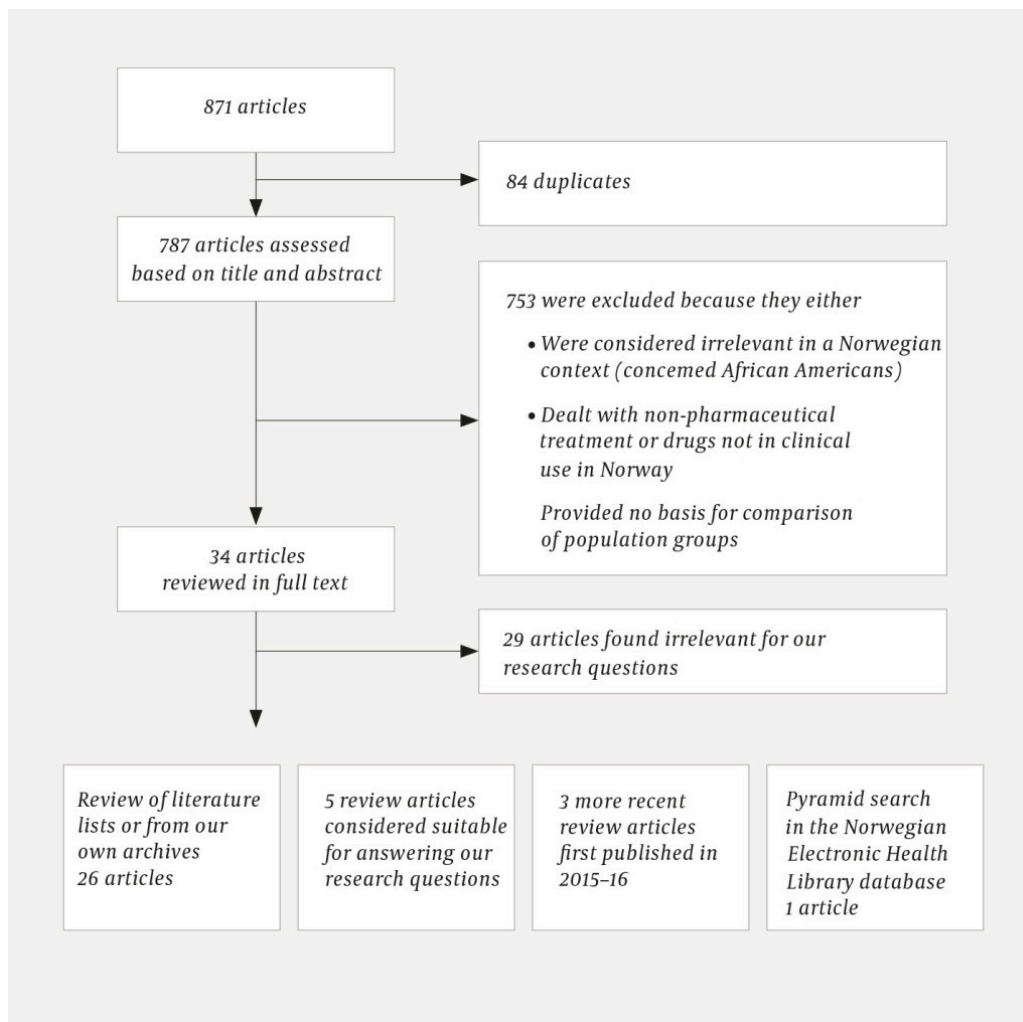 871 articles
84 duplicates
787 articles assessed
based on title and abstract
753 were excluded because they either
• Were considered irrelevant in a Norwegian
context (concemed African Americans)
• Dealt with non-pharmaceutical
treatment or drugs not in clinical
use in Norway
Provided no basis for comparison
of population groups
34 articles
reviewed in full text
29 articles found irrelevant for our
research questions
Review of literature
lists or from our
own archives
26 articles
5 review articles
considered suitable
for answering our
research questions
3 more recent
review articles
first published in
2015–16
Pyramid search
in the Norwegian
Electronic Health
Library database
1 article